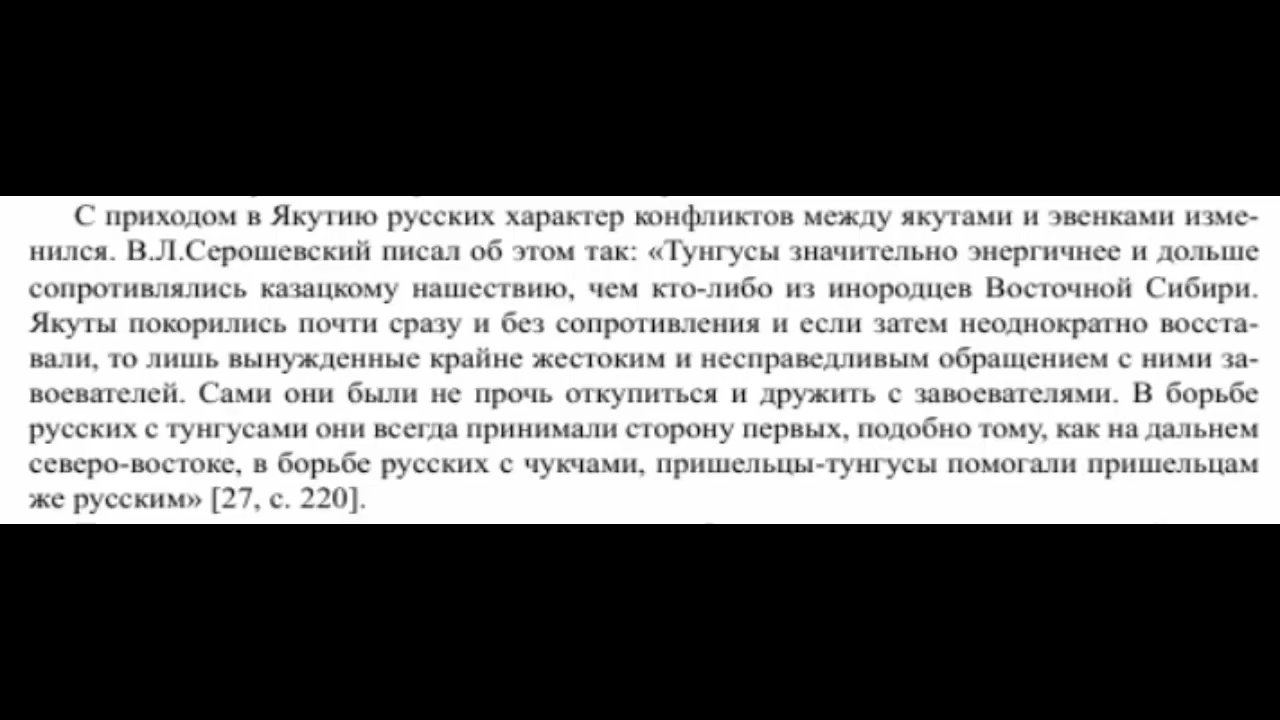 С приходом в Якутию русских характер конфликтов между якутами и эвенками изме-
нился. В.Л.Серошевский писал об этом так: «Тунгусы значительно энергичнее и дольше
сопротивлялись казацкому нашествию, чем кто-либо из инородцев Восточной Сибири.
Якуты покорились почти сразу и без сопротивления и если затем неоднократно восста-
вали, то лишь вынужденные крайне жестоким и несправедливым обращением с ними за-
воевателей. Сами они были не прочь откупиться и дружить с завоевателями. В борьбе
русских с тунгусами они всегда принимали сторону первых, подобно тому, как на дальнем
северо-востоке, в борьбе русских с чукчами, пришельцы-тунгусы помогали пришельцам
же русским» [27, с. 220].